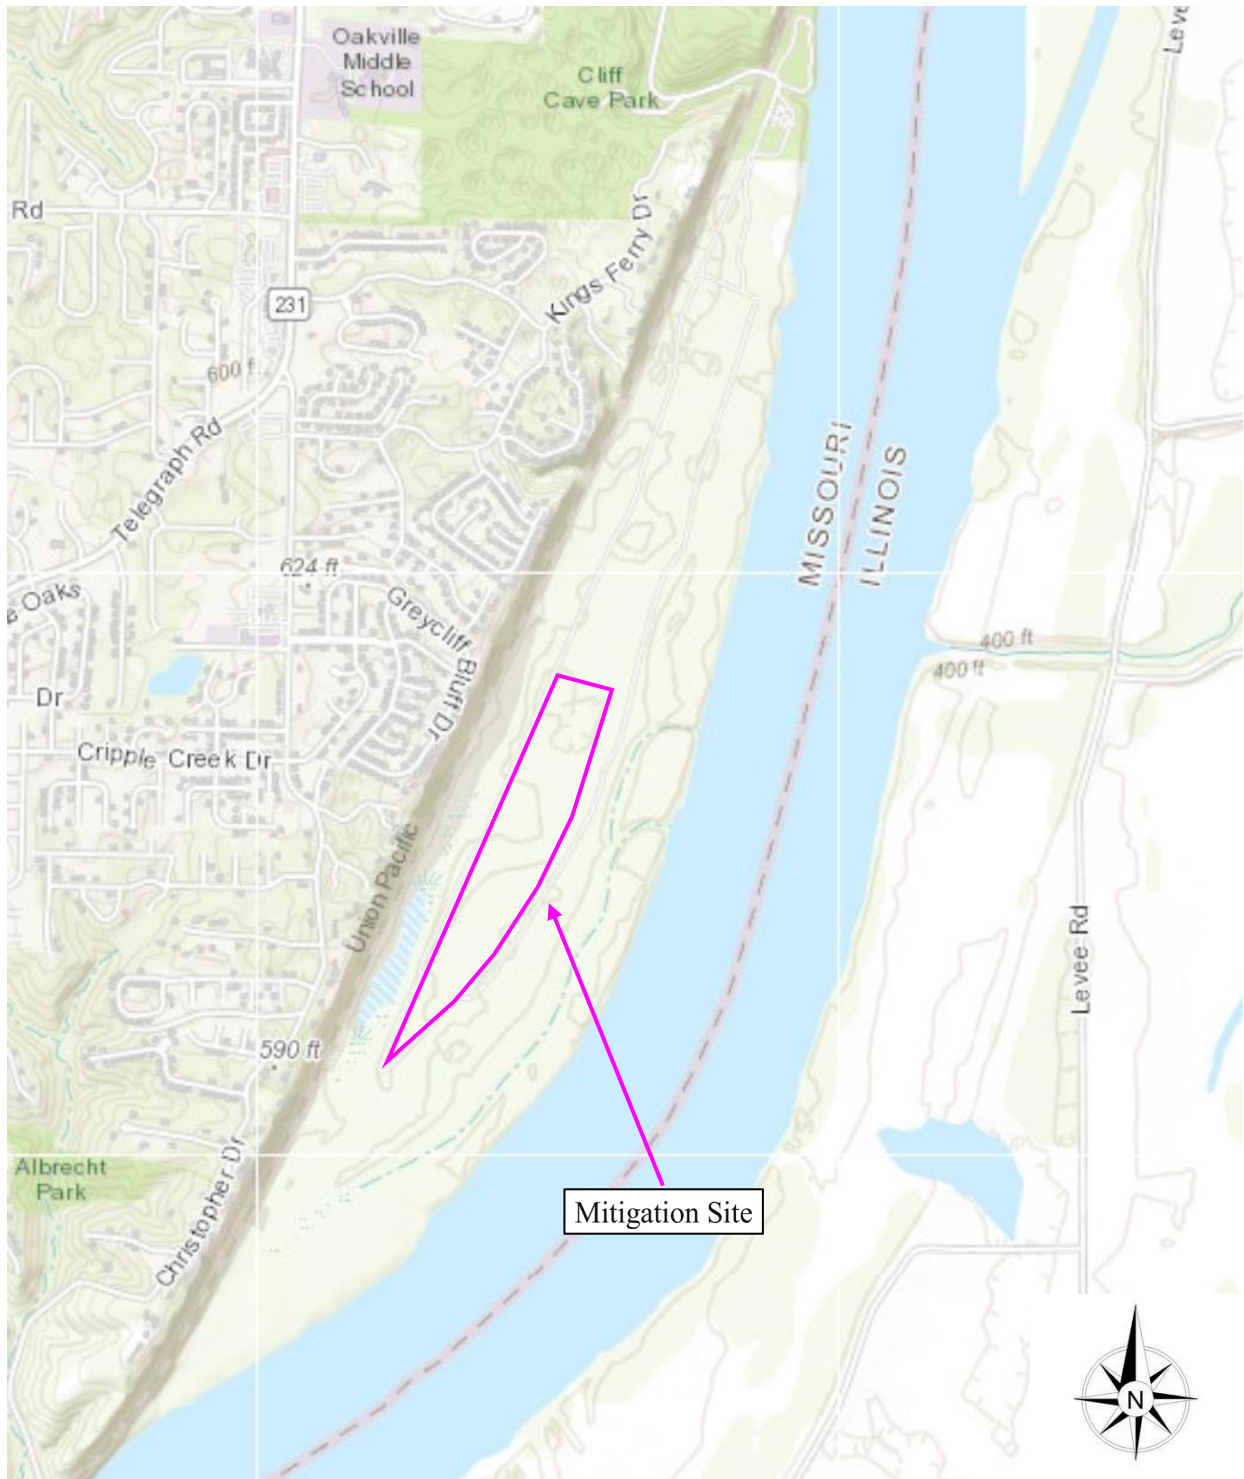 Oakville
Middle
School
Cliff
Cave Park
Rd
Kings Ferry Dr
231
600 f
Telegraph Rd
MISSOURI
ILLINOIS
624 ft
e Oaks
Greycliff
Bluff Dr
400 ft
400 ft
Dr
Cripple Creek Dr
Union Pacific
Levee Rd
590 ft
Albrecht
Park
Christopher Dr
Mitigation Site
Leve
N